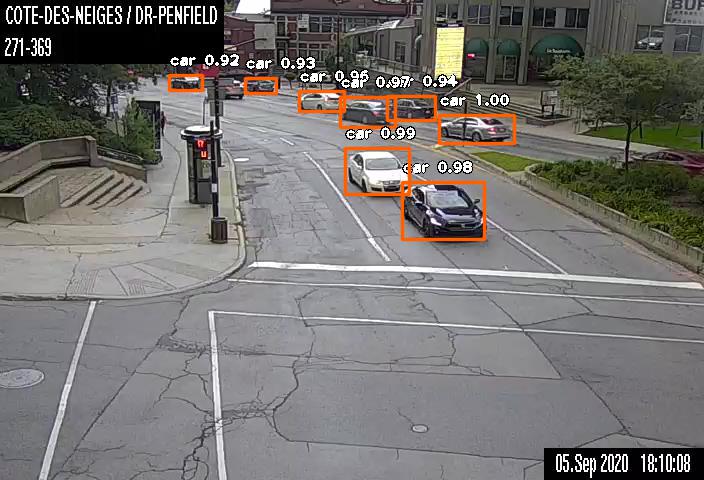 COTE-DES-NEIGES / DR-PENFIELD
271-369
BUF
car 0.92
car 0.93
car 0.96
car 0.97
car 0.94
car 1.00
car 0.99
car 0.98
05.Sep 2020 18:10:08